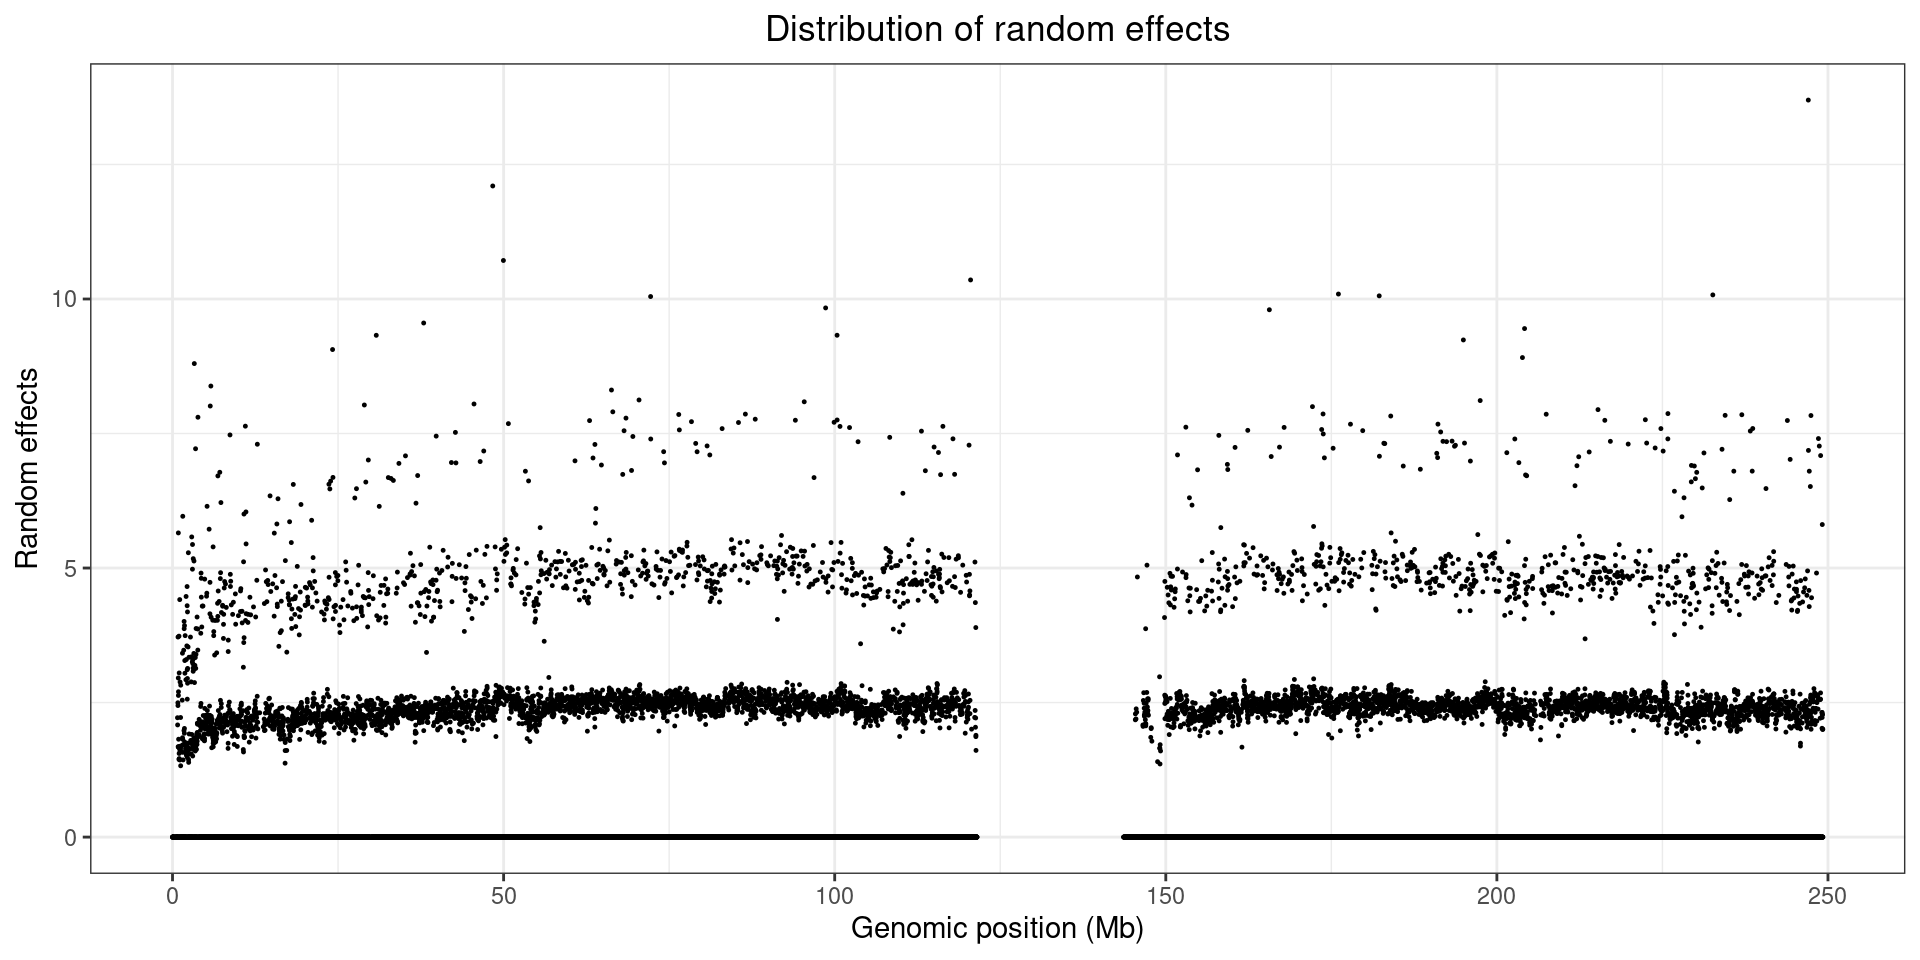 Distribution of random effects
Random effects
10
5
0
0 50 100 150 200 250
Genomic position (Mb)